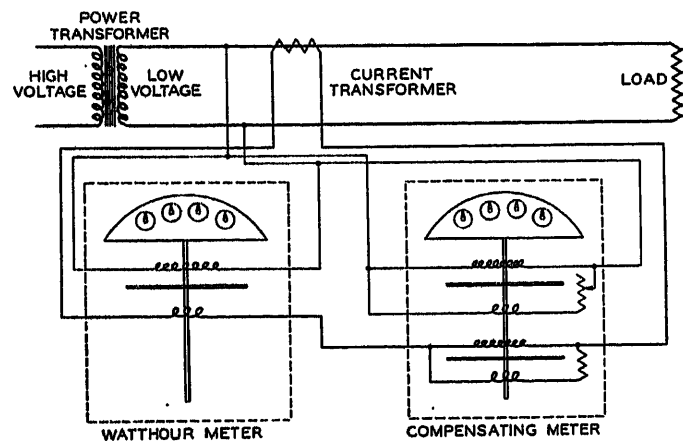 POWER
TRANSFORMER
HIGH
VOLTAGE
LOW
VOLTAGE
CURRENT
TRANSFORMER
LOAD
WATTHOUR METER
COMPENSATING METER